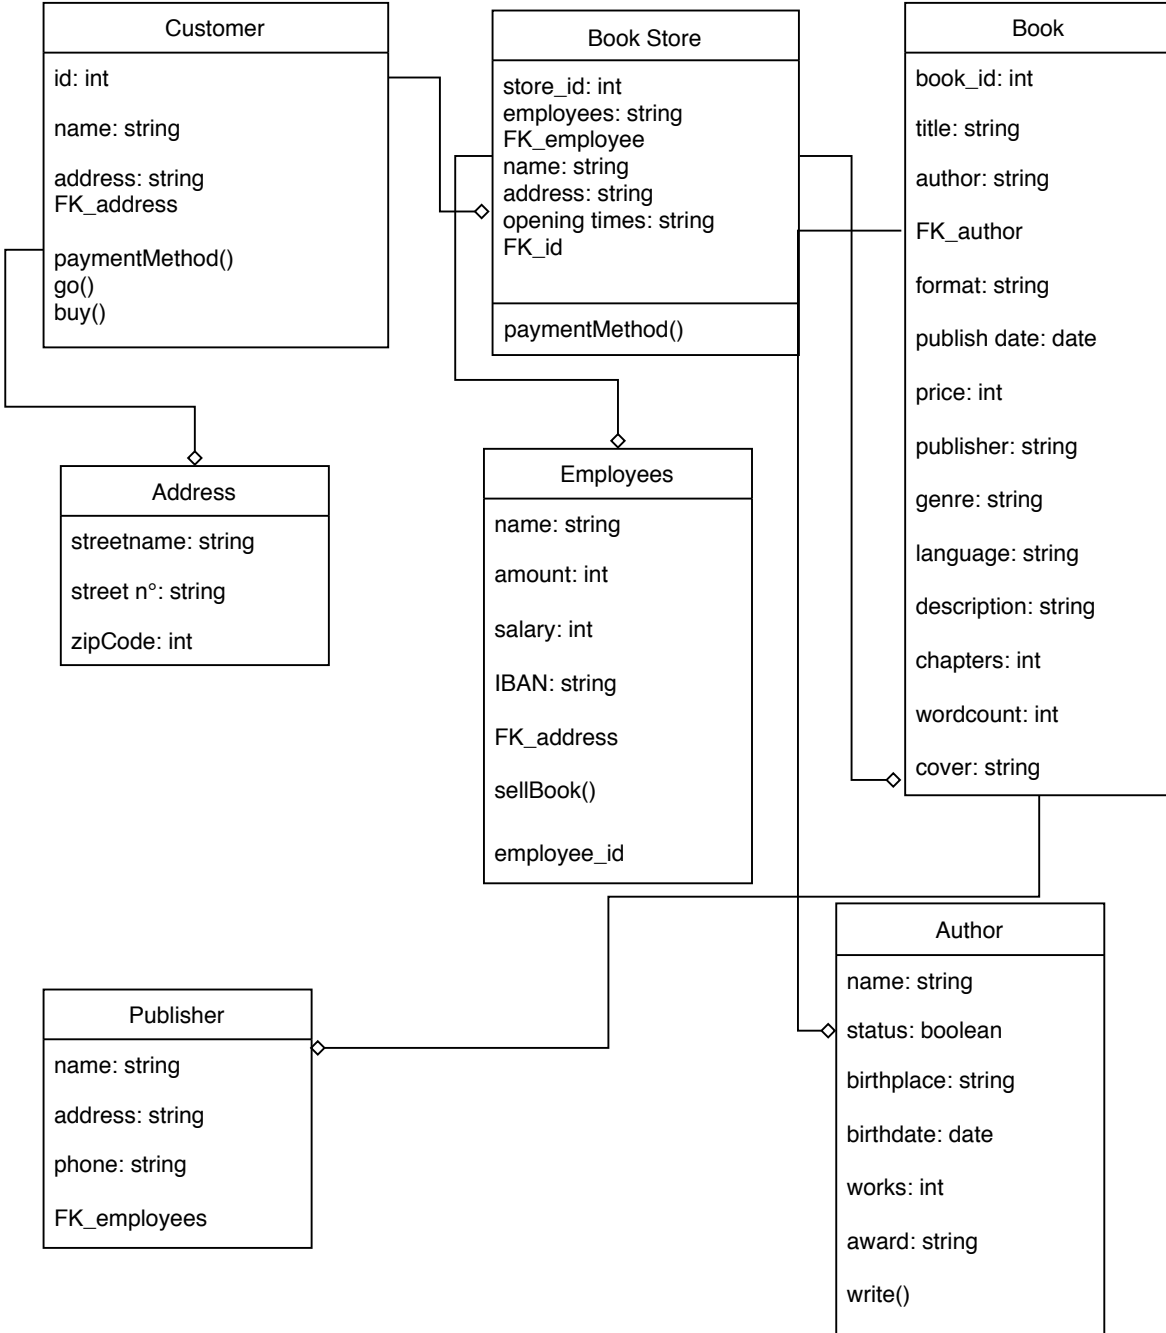 Customer
id: int
name: string
address: string
FK_address
paymentMethod()
go()
buy()
Book Store
store_id: int
employees: string
FK_employee
name: string
address: string
opening times: string
FK_id
paymentMethod()
Book
book_id: int
title: string
author: string
FK_author
format: string
publish date: date
price: int
publisher: string
genre: string
language: string
description: string
chapters: int
wordcount: int
cover: string
Address
streetname: string
street n°: string
zipCode: int
Employees
name: string
amount: int
salary: int
IBAN: string
FK_address
sellBook()
employee_id
Publisher
name: string
address: string
phone: string
FK_employees
Author
name: string
status: boolean
birthplace: string
birthdate: date
works: int
award: string
write()